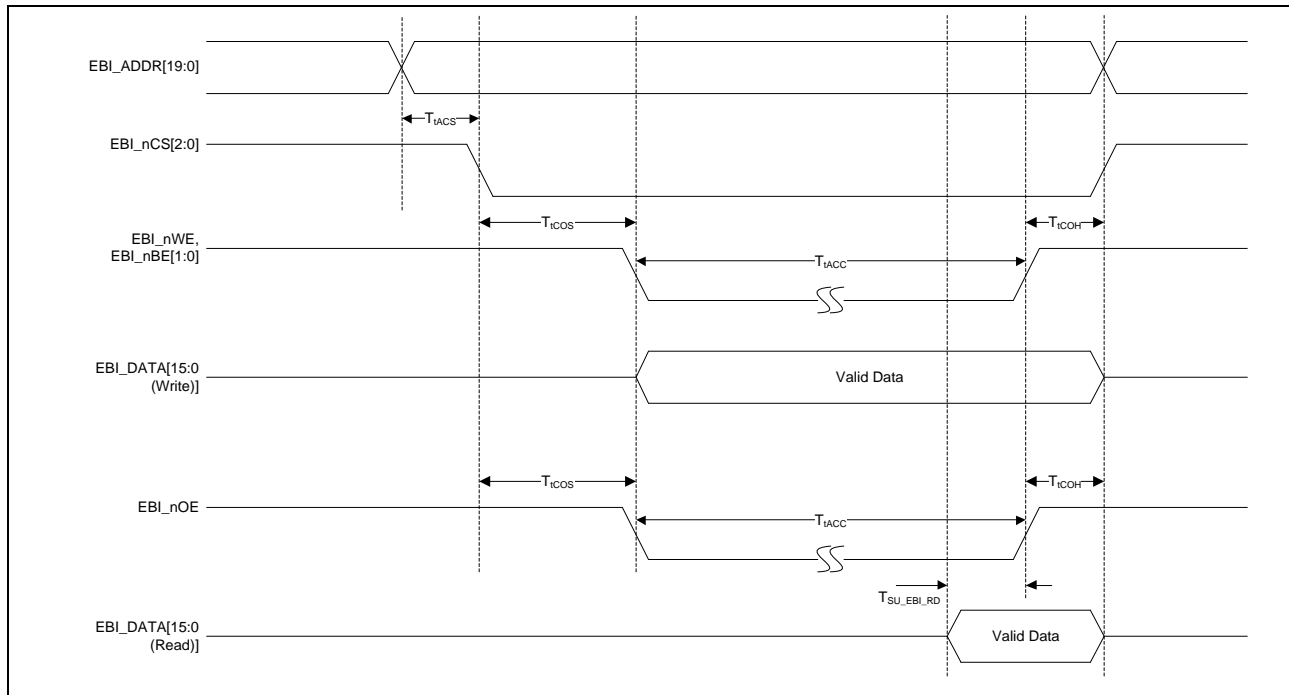 EBI_ADDR[19:0]
TtACS
EBI_nCS[2:0]
TtCOS
TtCOH
EBI_nWE,
EBI_nBE[1:0]
TtACC
EBI_DATA[15:0
(Write)]
Valid Data
TtCOS
TtCOH
EBI_nOE
TtACC
TSU_EBI_RD
EBI_DATA[15:0
(Read)]
Valid Data